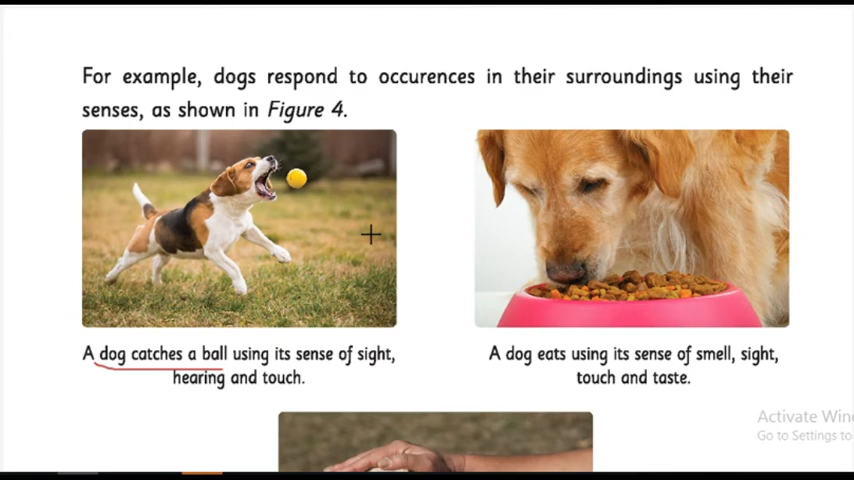 For example, dogs respond to occurences in their surroundings using their
senses, as shown in Figure 4.
A dog catches a ball using its sense of sight,
hearing and touch.
A dog eats using its sense of smell, sight,
touch and taste.
Activate Win
Go to Settings to